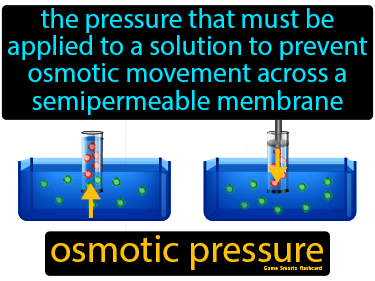 the pressure that must be
applied to a solution to prevent
osmotic movement across a
semipermeable membrane
osmotic pressure
Game Smartz flashcard